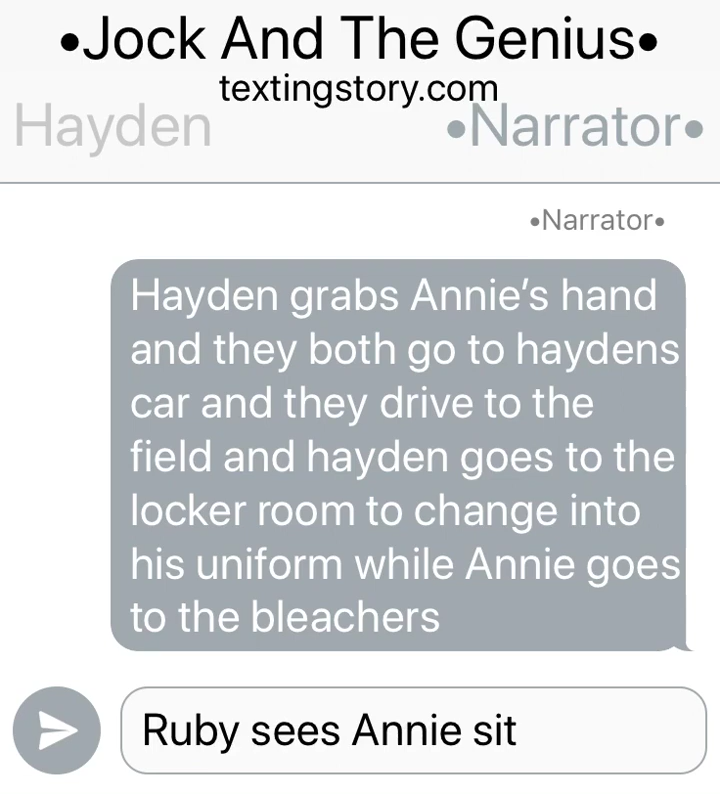 •Jock And The Genius•
textingstory.com
Hayden •Narrator•
•Narrator•
Hayden grabs Annie’s hand
and they both go to haydens
car and they drive to the
field and hayden goes to the
locker room to change into
his uniform while Annie goes
to the bleachers
Ruby sees Annie sit